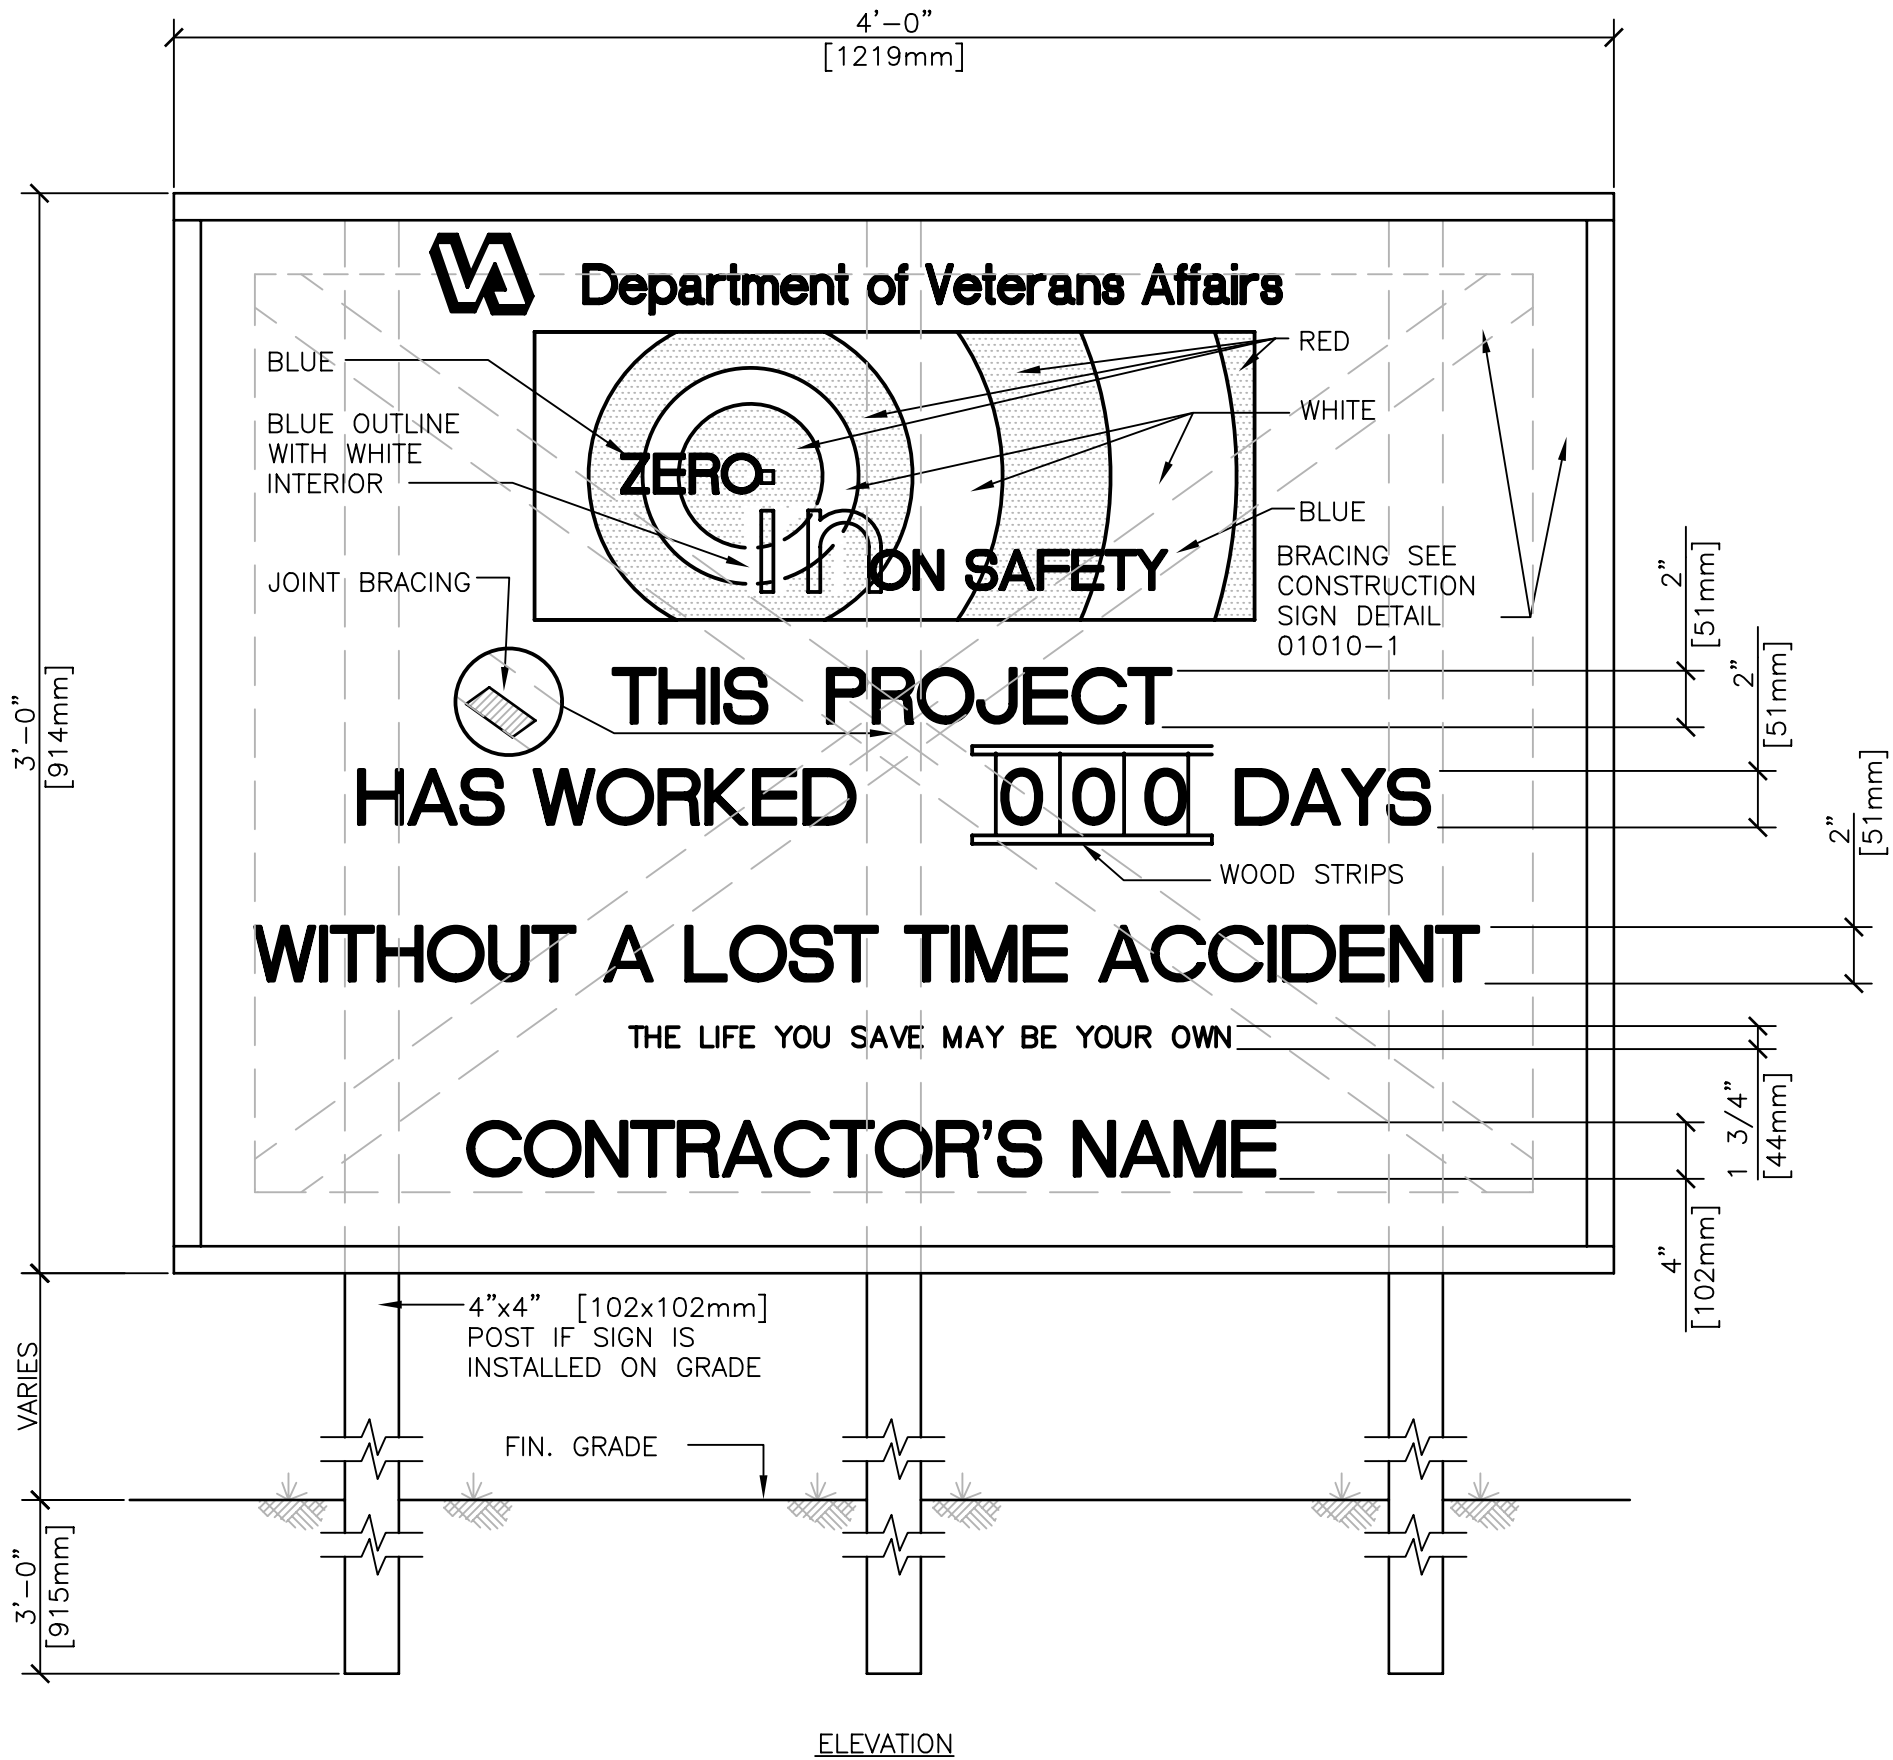 4'-0"
[1219mm]
VA Department of Veterans Affairs
BLUE
RED
BLUE OUTLINE
WITH WHITE
INTERIOR
WHITE
ZERO-
In
ON SAFETY
BLUE
JOINT BRACING
BRACING SEE
CONSTRUCTION
SIGN DETAIL
01010-1
2"
[51mm]
THIS PROJECT
2"
[51mm]
3'-0"
[914mm]
HAS WORKED 000 DAYS
2"
[51mm]
WOOD STRIPS
WITHOUT A LOST TIME ACCIDENT
THE LIFE YOU SAVE MAY BE YOUR OWN
1 3/4"
[44mm]
CONTRACTOR'S NAME
4"
[102mm]
4"x4" [102x102mm]
POST IF SIGN IS
INSTALLED ON GRADE
VARIES
FIN. GRADE
3'-0"
[915mm]
ELEVATION